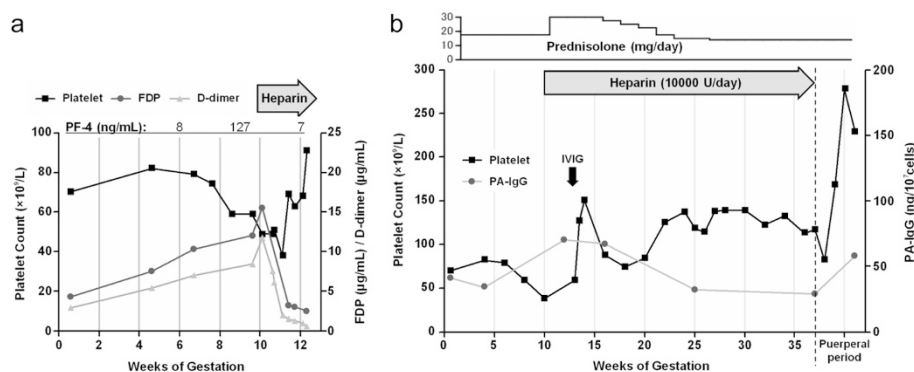 a
Platelet FDP D-dimer
Heparin
PF-4 (ng/mL): 8 127 7
Platelet Count (×10⁹/L)
100
80
60
40
20
0
FDP (μg/mL) / D-dimer (μg/mL)
25
20
15
10
5
0
0 2 4 6 8 10 12
Weeks of Gestation
b
30
20
10
0
Prednisolone (mg/day)
Heparin (10000 U/day)
IVIG
Platelet
PA-IgG
Platelet Count (×10⁹/L)
300
250
200
150
100
50
0
PA-IgG (ng/10⁷cells)
200
150
100
50
0
0 5 10 15 20 25 30 35
Weeks of Gestation
Puerperal
period